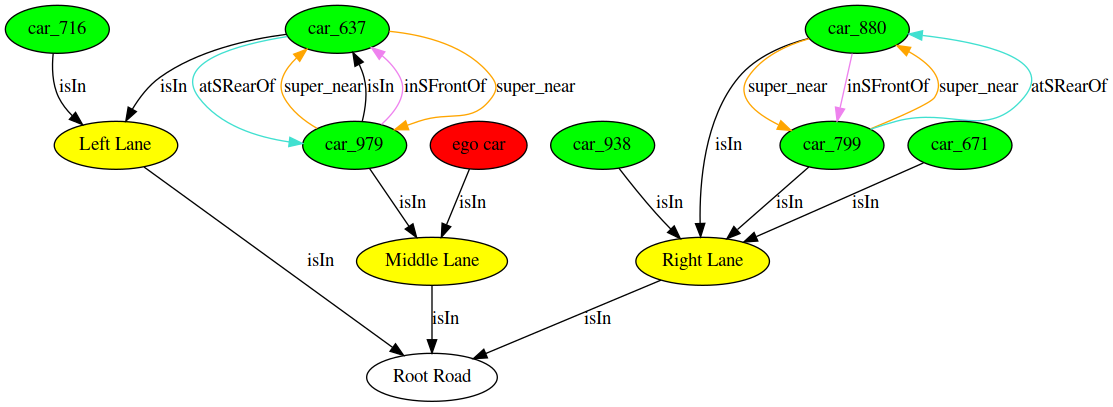 car_716
car_637
car_880
isIn
isIn
atSRearOf
super_near
isIn
inSFrontOf
super_near
super_near
inSFrontOf
super_near
atSRearOf
isIn
Left Lane
car_979
ego car
car_938
car_799
car_671
isIn
isIn
isIn
isIn
isIn
isIn
Middle Lane
Right Lane
isIn
isIn
Root Road